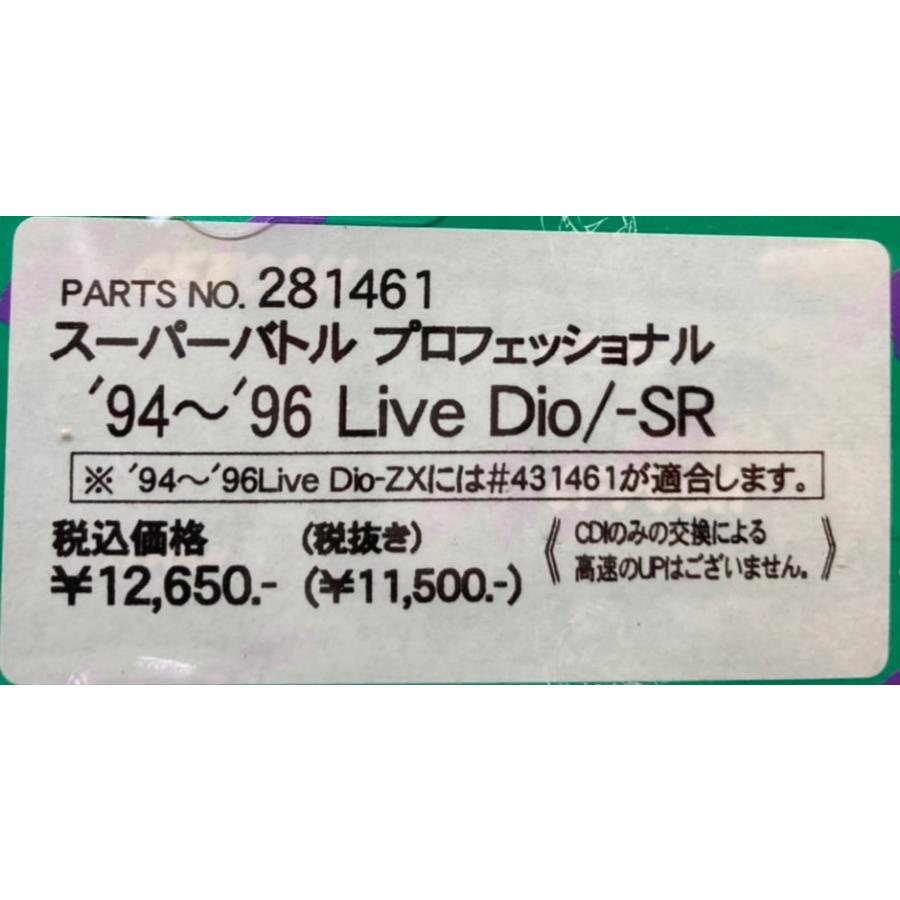 PARTS NO. 281461
スーパーバトル プロフェッショナル
'94～'96 Live Dio/-SR
※ '94～'96Live Dio-ZXには#431461が適合します。
税込価格 (税抜き)
¥12,650.- (¥11,500.-)
《CDIのみの交換による
高速のUPはございません。》